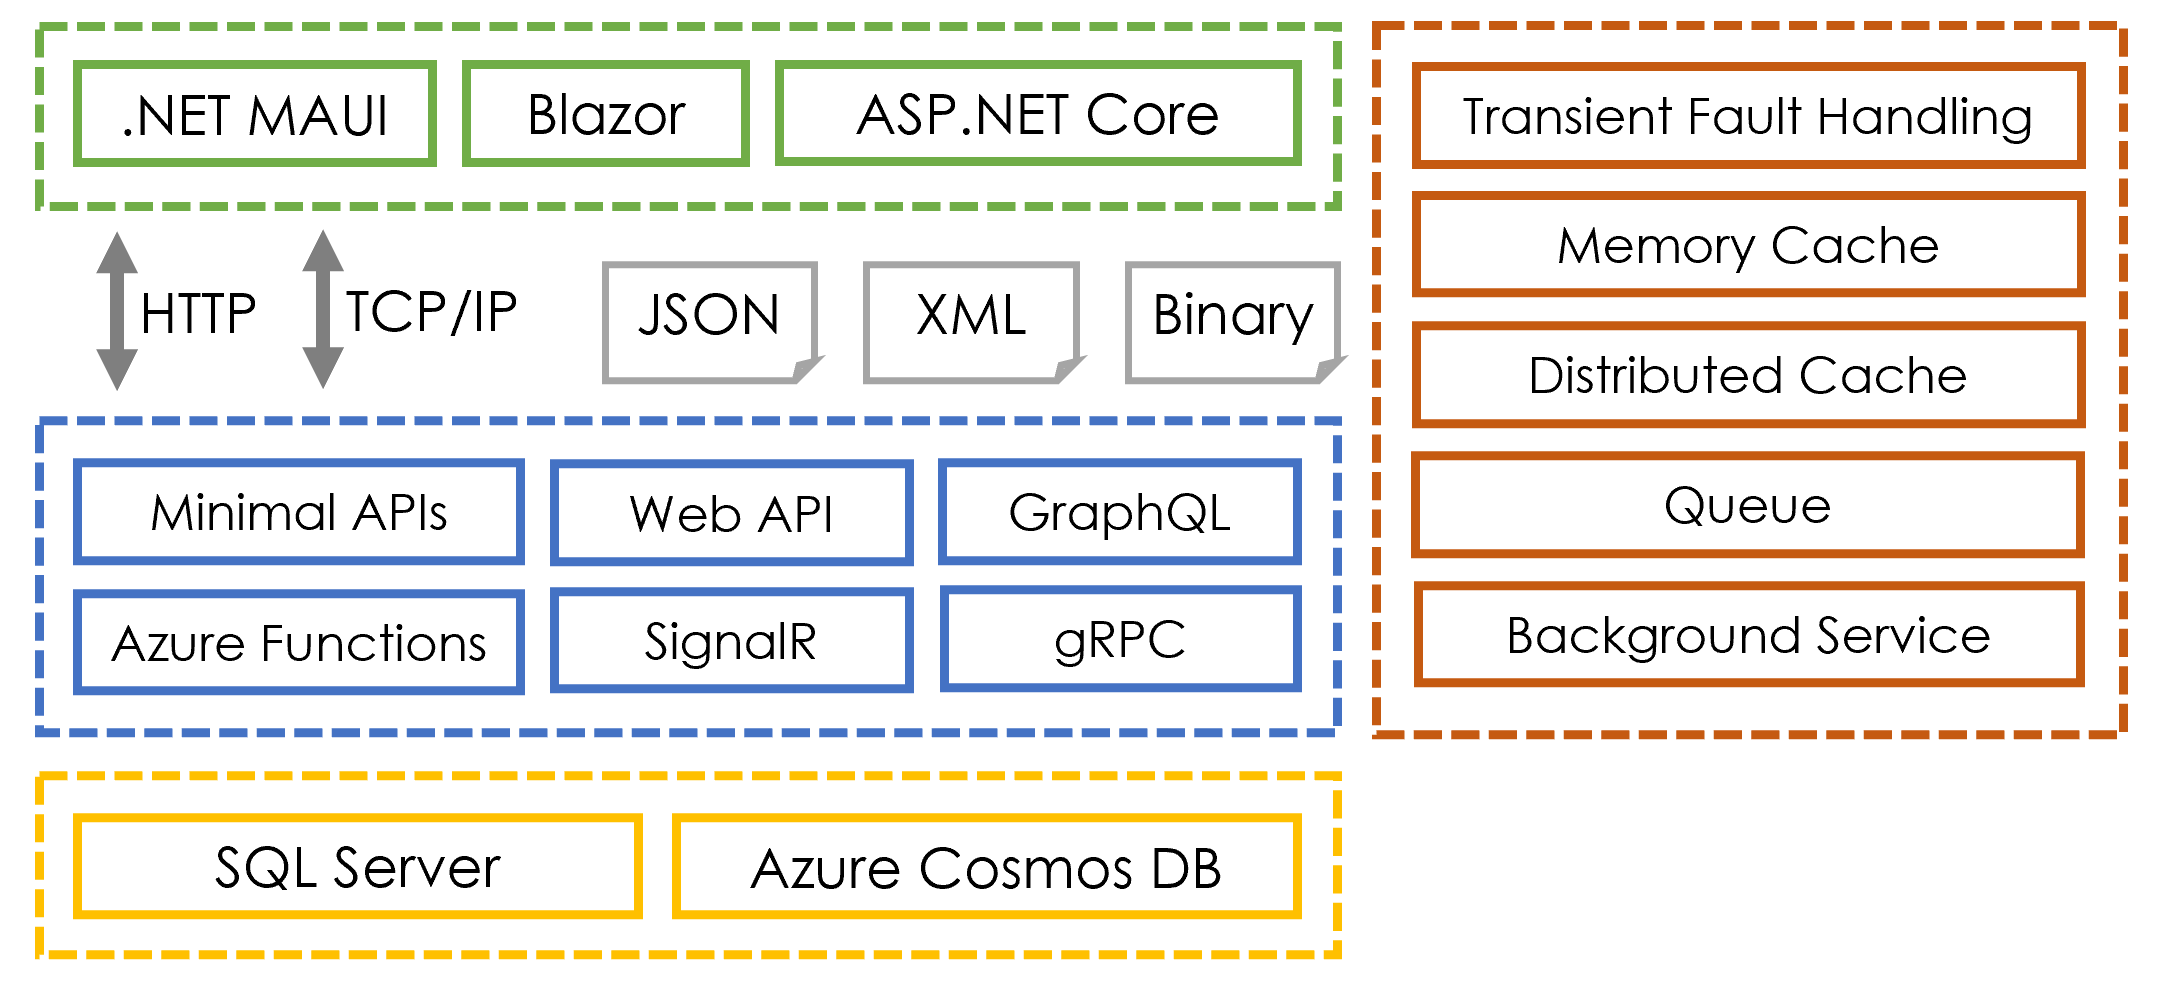 .NET MAUI
Blazor
ASP.NET Core
HTTP
TCP/IP
JSON
XML
Binary
Minimal APIs
Web API
GraphQL
Azure Functions
SignalR
gRPC
SQL Server
Azure Cosmos DB
Transient Fault Handling
Memory Cache
Distributed Cache
Queue
Background Service